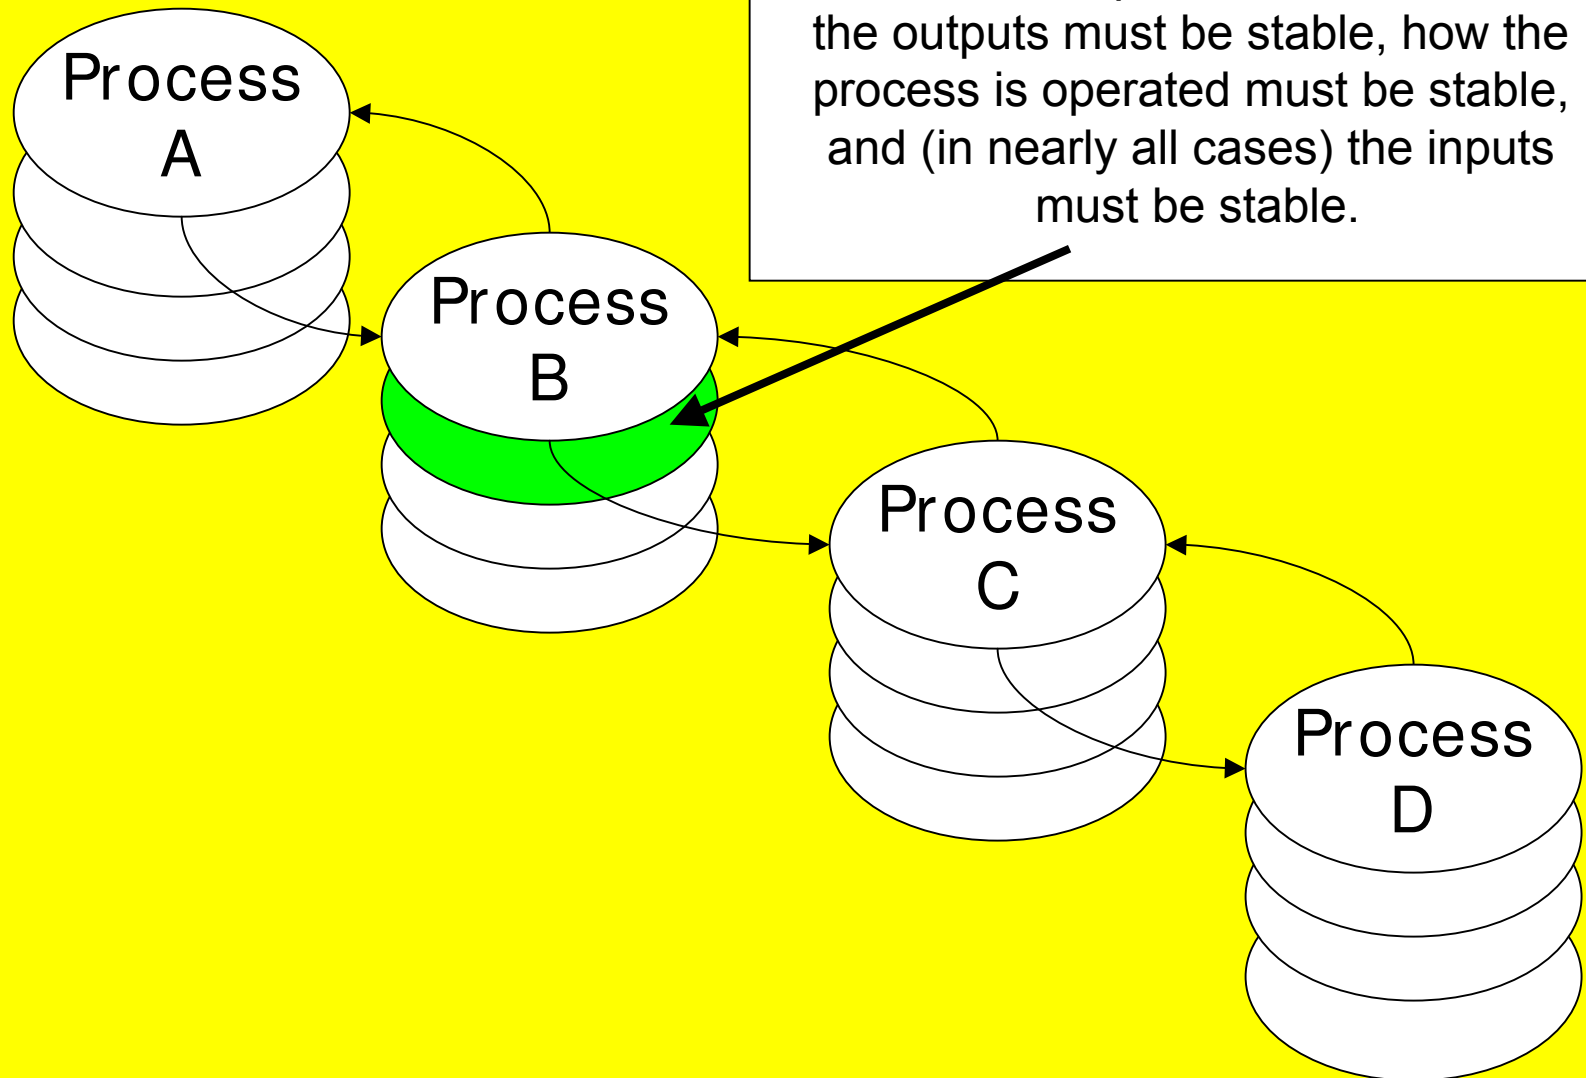 the outputs must be stable, how the
process is operated must be stable,
and (in nearly all cases) the inputs
must be stable.
Process
A
Process
B
Process
C
Process
D